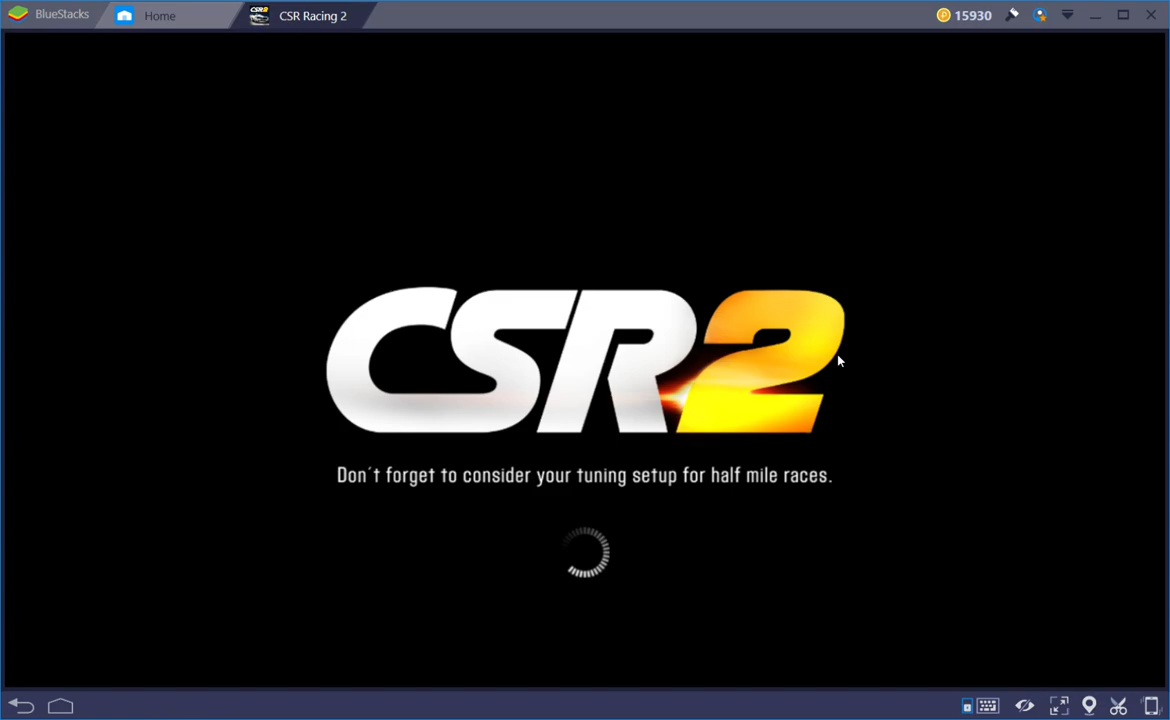 BlueStacks Home CSR Racing 2 15930
CSR2
Don´t forget to consider your tuning setup for half mile races.